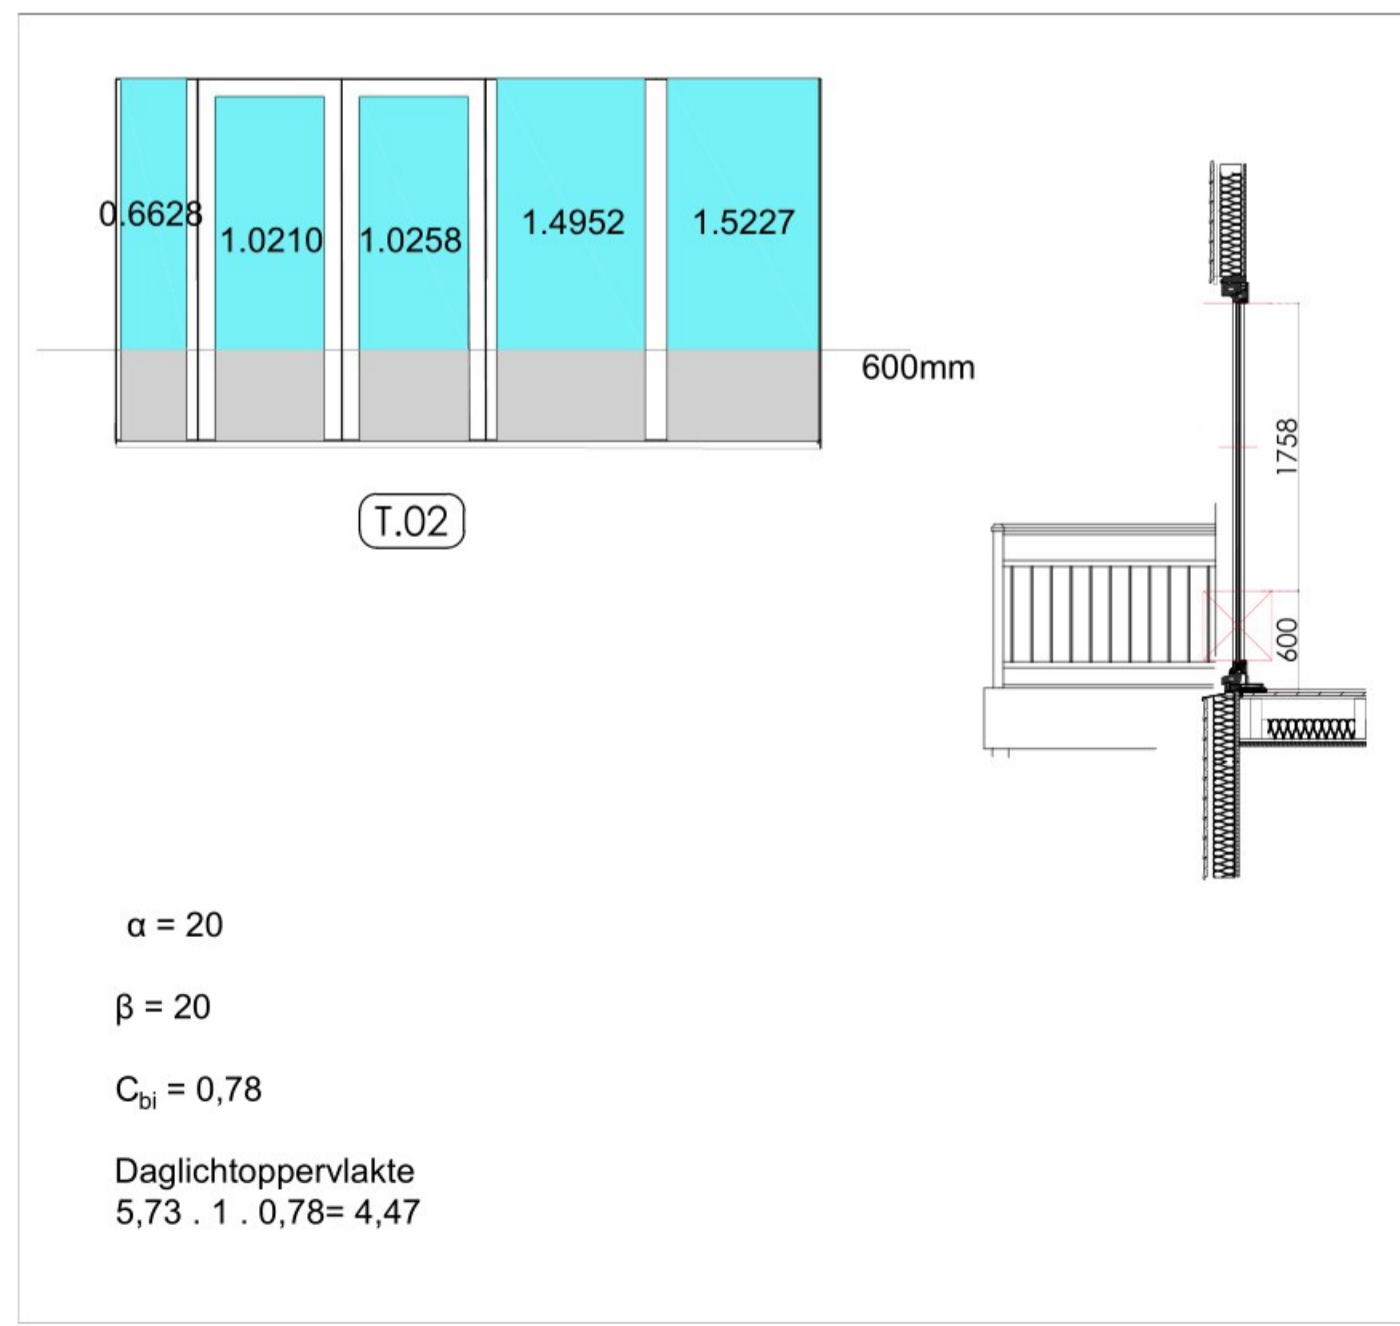 0.6628
1.0210
1.0258
1.4952
1.5227
600mm
T.02
1758
600
α = 20
β = 20
Cbi = 0,78
Daglichtoppervlakte
5,73 . 1 . 0,78= 4,47